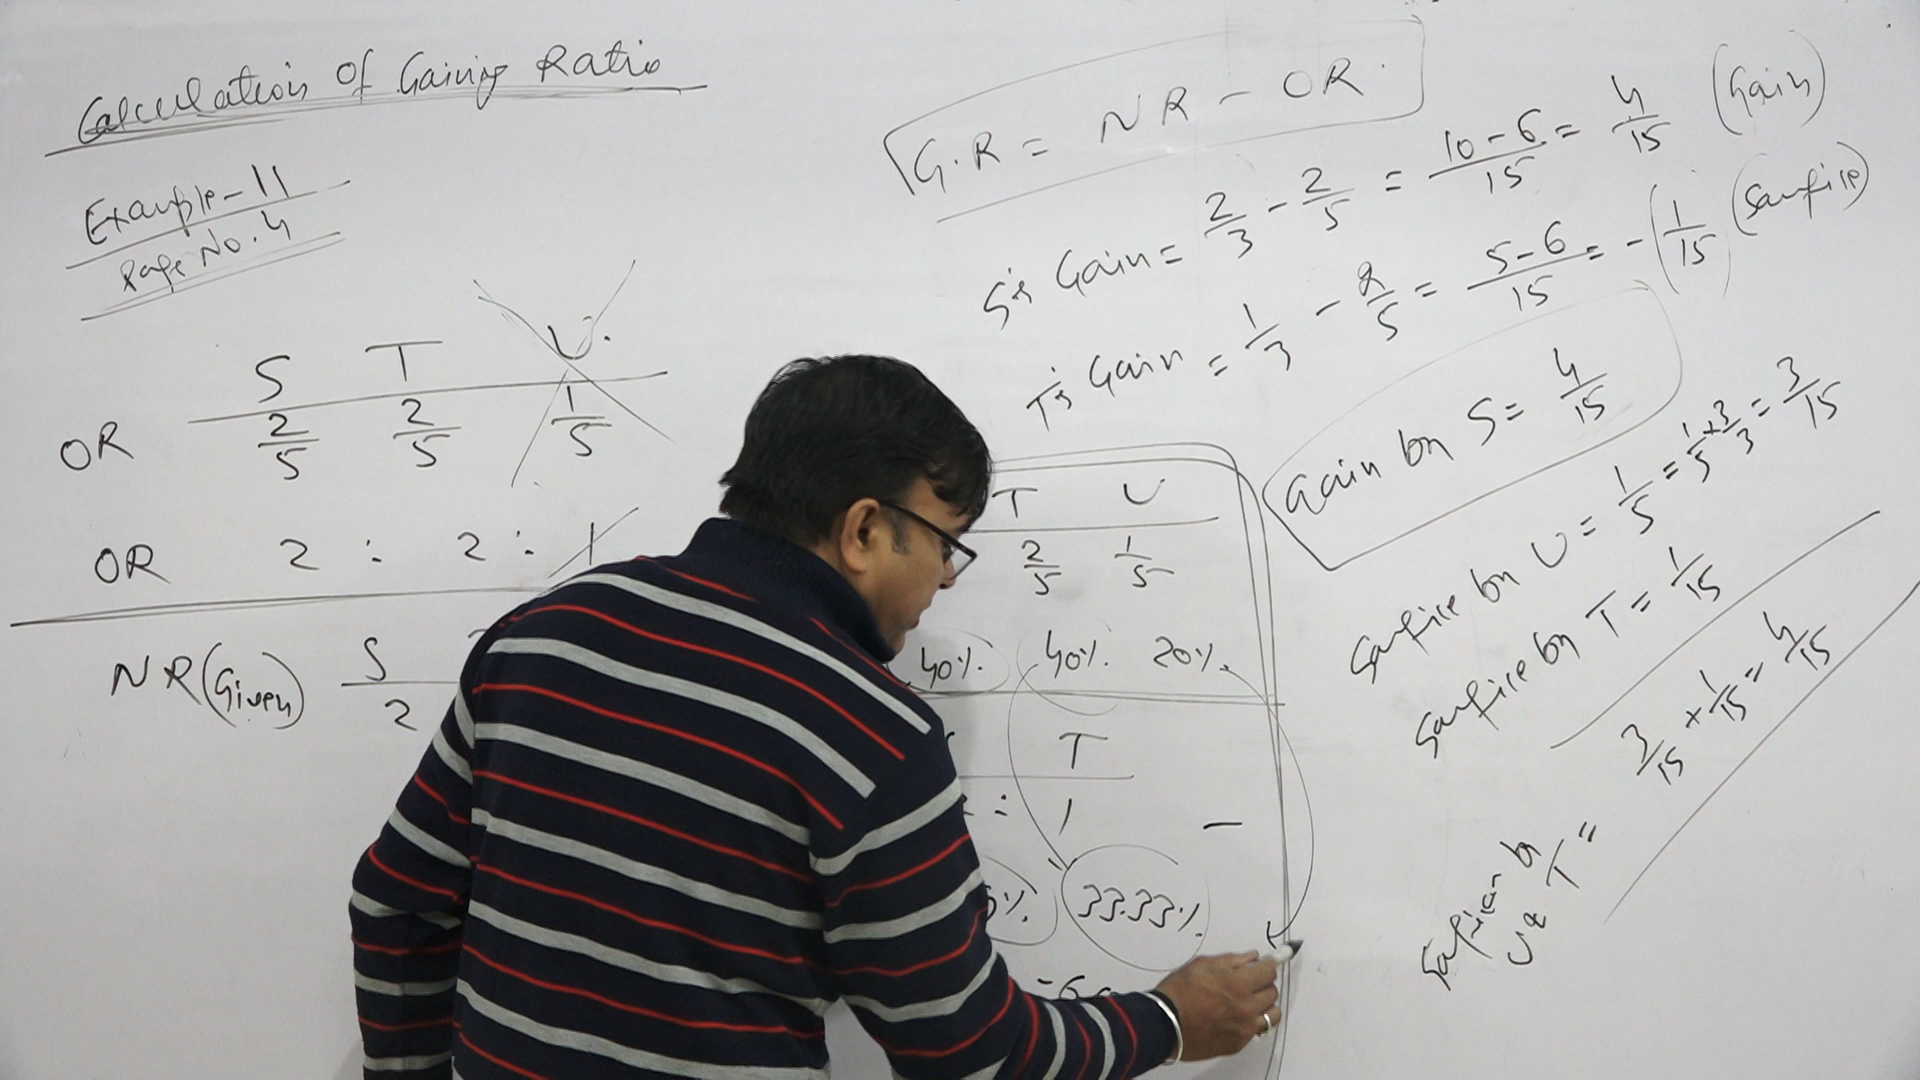 Calculation Of Gaining Ratio
Example-11
Page No. 4
S T U.
OR 2/5 2/5 1/5
OR 2 : 2 : 1
NR (Given) S
2
G.R = NR - OR
S's Gain = 2/3 - 2/5 = 10-6/15 = 4/15 (Gain)
T's Gain = 1/3 - 2/5 = 5-6/15 = -(1/15) (Sacrifice)
Gain by S = 4/15
Sacrifice by U = 1/5 = 1/5 × 3/3 = 3/15
Sacrifice by T = 1/15
Sacrifice by U & T = 3/15 + 1/15 = 4/15
T U
2/5 1/5
40% 40% 20%
T
: 1 -
% 33.33%